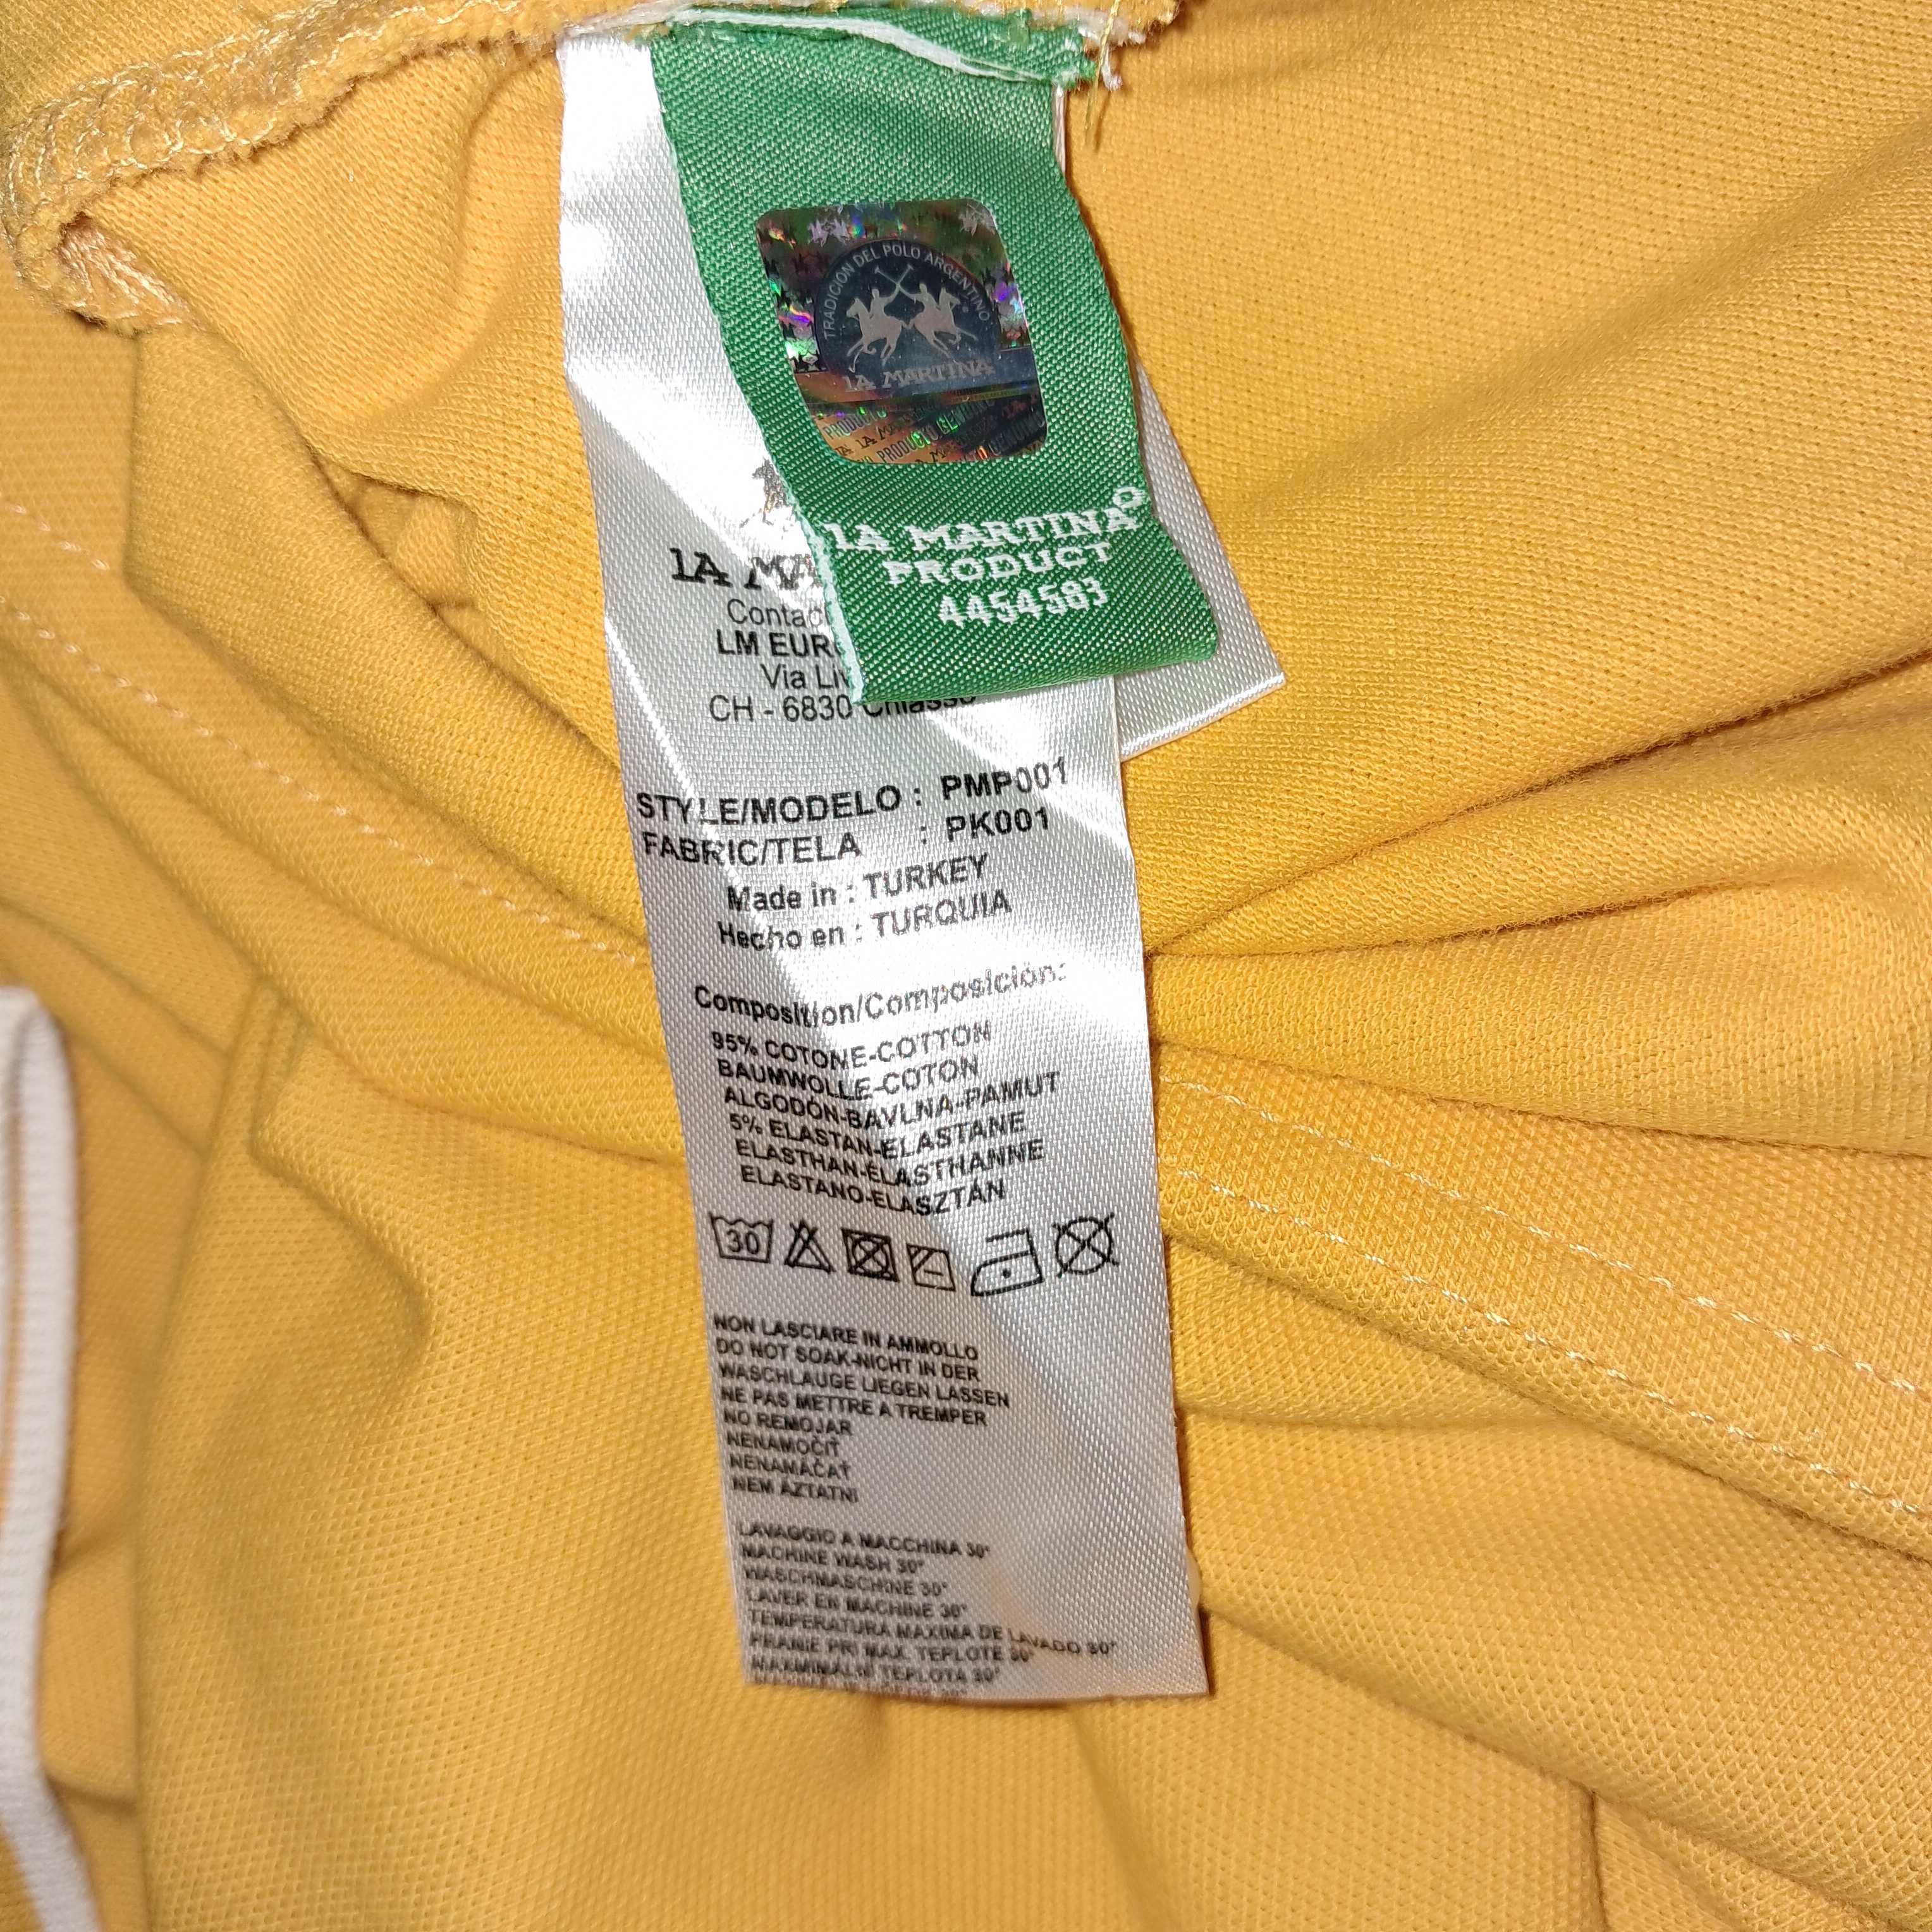 TRADICION DEL POLO ARGENTINO
LA MARTINA
LA MARTINA
PRODUCT
4454583
LA MA
Contac
LM EUR
Via Liv
CH - 6830 Chiasso
STYLE/MODELO : PMP001
FABRIC/TELA : PK001
Made in : TURKEY
Hecho en : TURQUIA
Composition/Composición:
95% COTONE-COTTON
BAUMWOLLE-COTON
ALGODÓN-BAVLNA-PAMUT
5% ELASTAN-ELASTANE
ELASTHAN-ÉLASTHANNE
ELASTANO-ELASZTÁN
30
NON LASCIARE IN AMMOLLO
DO NOT SOAK-NICHT IN DER
WASCHLAUGE LIEGEN LASSEN
NE PAS METTRE A TREMPER
NO REMOJAR
NENAMOČIT
NENAMÁČAŤ
NEM ÁZTATNI
LAVAGGIO A MACCHINA 30°
MACHINE WASH 30°
WASCHMASCHINE 30°
LAVER EN MACHINE 30°
TEMPERATURA MAXIMA DE LAVADO 30°
PRANIE PRI MAX. TEPLOTE 30°
TEPLOTA 30°